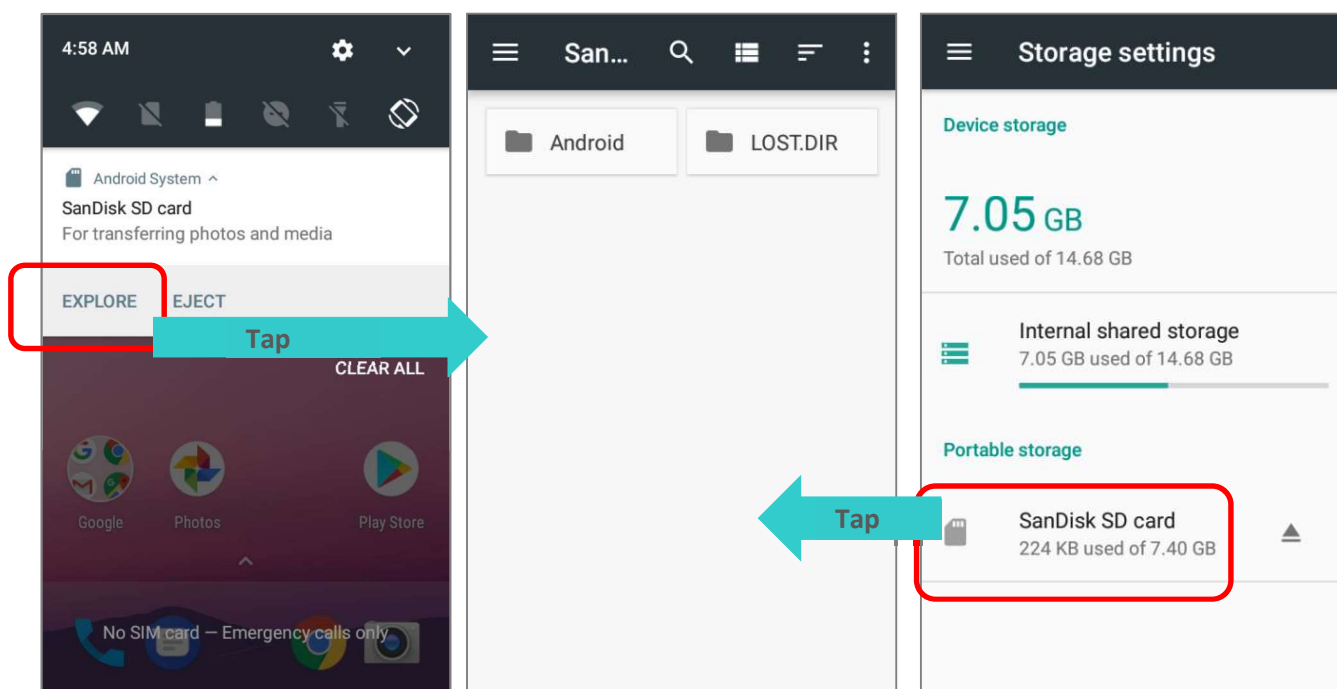 4:58 AM
Android System
SanDisk SD card
For transferring photos and media
EXPLORE EJECT
Tap
CLEAR ALL
Google Photos Play Store
No SIM card — Emergency calls only
San...
Android LOST.DIR
Tap
Storage settings
Device storage
7.05 GB
Total used of 14.68 GB
Internal shared storage
7.05 GB used of 14.68 GB
Portable storage
SanDisk SD card
224 KB used of 7.40 GB